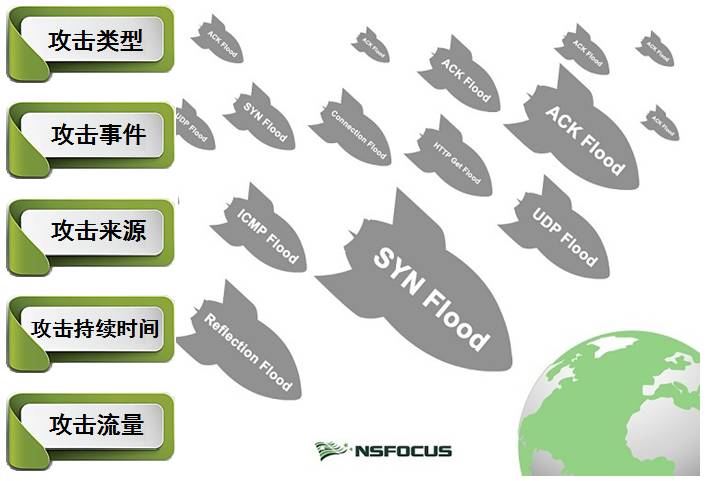 攻击类型
攻击事件
攻击来源
攻击持续时间
攻击流量
ACK Flood
ACK Flood
ACK Flood
ACK Flood
ACK Flood
UDP Flood
SYN Flood
Connection Flood
HTTP Get Flood
ACK Flood
ACK Flood
ICMP Flood
UDP Flood
SYN Flood
Reflection Flood
NSFOCUS